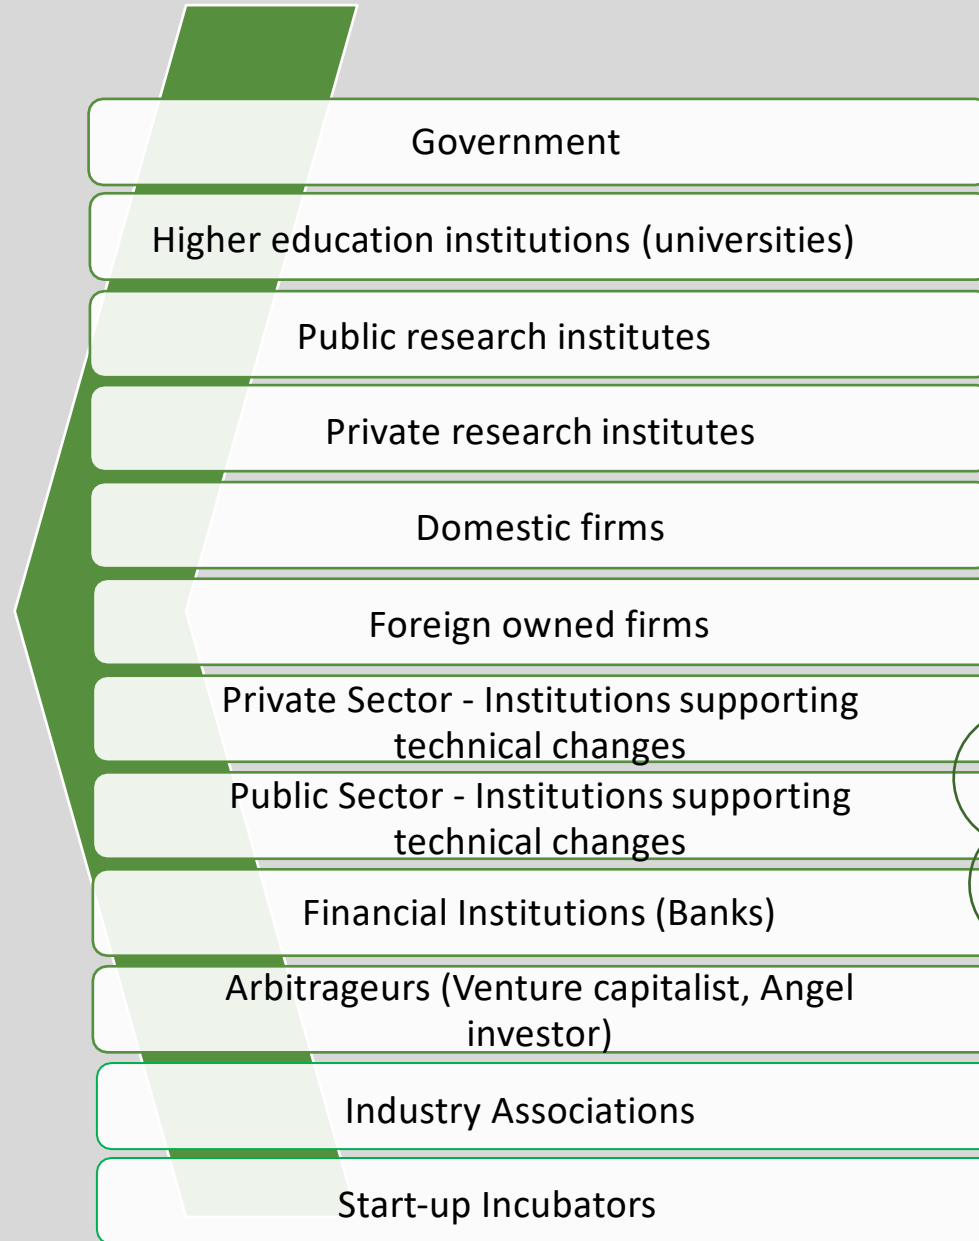 Government
Higher education institutions (universities)
Public research institutes
Private research institutes
Domestic firms
Foreign owned firms
Private Sector - Institutions supporting
technical changes
Public Sector - Institutions supporting
technical changes
Financial Institutions (Banks)
Arbitrageurs (Venture capitalist, Angel
investor)
Industry Associations
Start-up Incubators